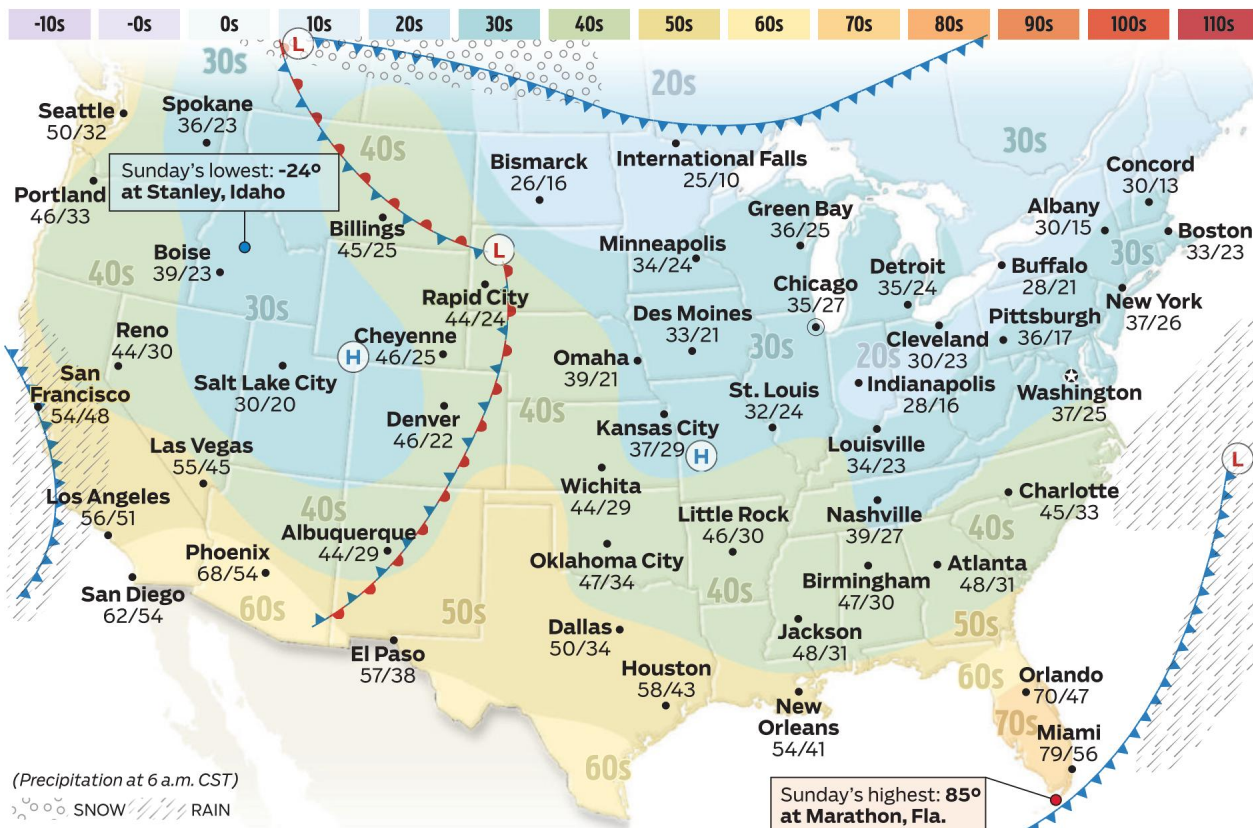 -10s -0s 0s 10s 20s 30s 40s 50s 60s 70s 80s 90s 100s 110s
L
30s
20s
Seattle
50/32
Spokane
36/23
40s
Sunday's lowest: -24º
at Stanley, Idaho
Portland
46/33
Bismarck
26/16
International Falls
25/10
30s
Concord
30/13
Billings
45/25
Green Bay
36/25
Albany
30/15
Boston
33/23
Boise
39/23
L
Minneapolis
34/24
Buffalo
28/21
40s
30s
Rapid City
44/24
Chicago
35/27
Detroit
35/24
30s
New York
37/26
Reno
44/30
Cheyenne
46/25
H
Des Moines
33/21
Cleveland
30/23
Pittsburgh
36/17
Omaha
39/21
30s
20s
San
Francisco
54/48
Salt Lake City
30/20
Indianapolis
28/16
Washington
37/25
Denver
46/22
40s
St. Louis
32/24
Kansas City
37/29
H
Louisville
34/23
L
Las Vegas
55/45
Wichita
44/29
Los Angeles
56/51
40s
Charlotte
45/33
Albuquerque
44/29
Little Rock
46/30
Nashville
39/27
40s
Phoenix
68/54
Oklahoma City
47/34
Birmingham
47/30
Atlanta
48/31
San Diego
62/54
60s
50s
40s
Dallas
50/34
Jackson
48/31
50s
El Paso
57/38
Houston
58/43
60s
Orlando
70/47
New
Orleans
54/41
70s
Miami
79/56
60s
(Precipitation at 6 a.m. CST)
SNOW RAIN
Sunday's highest: 85º
at Marathon, Fla.